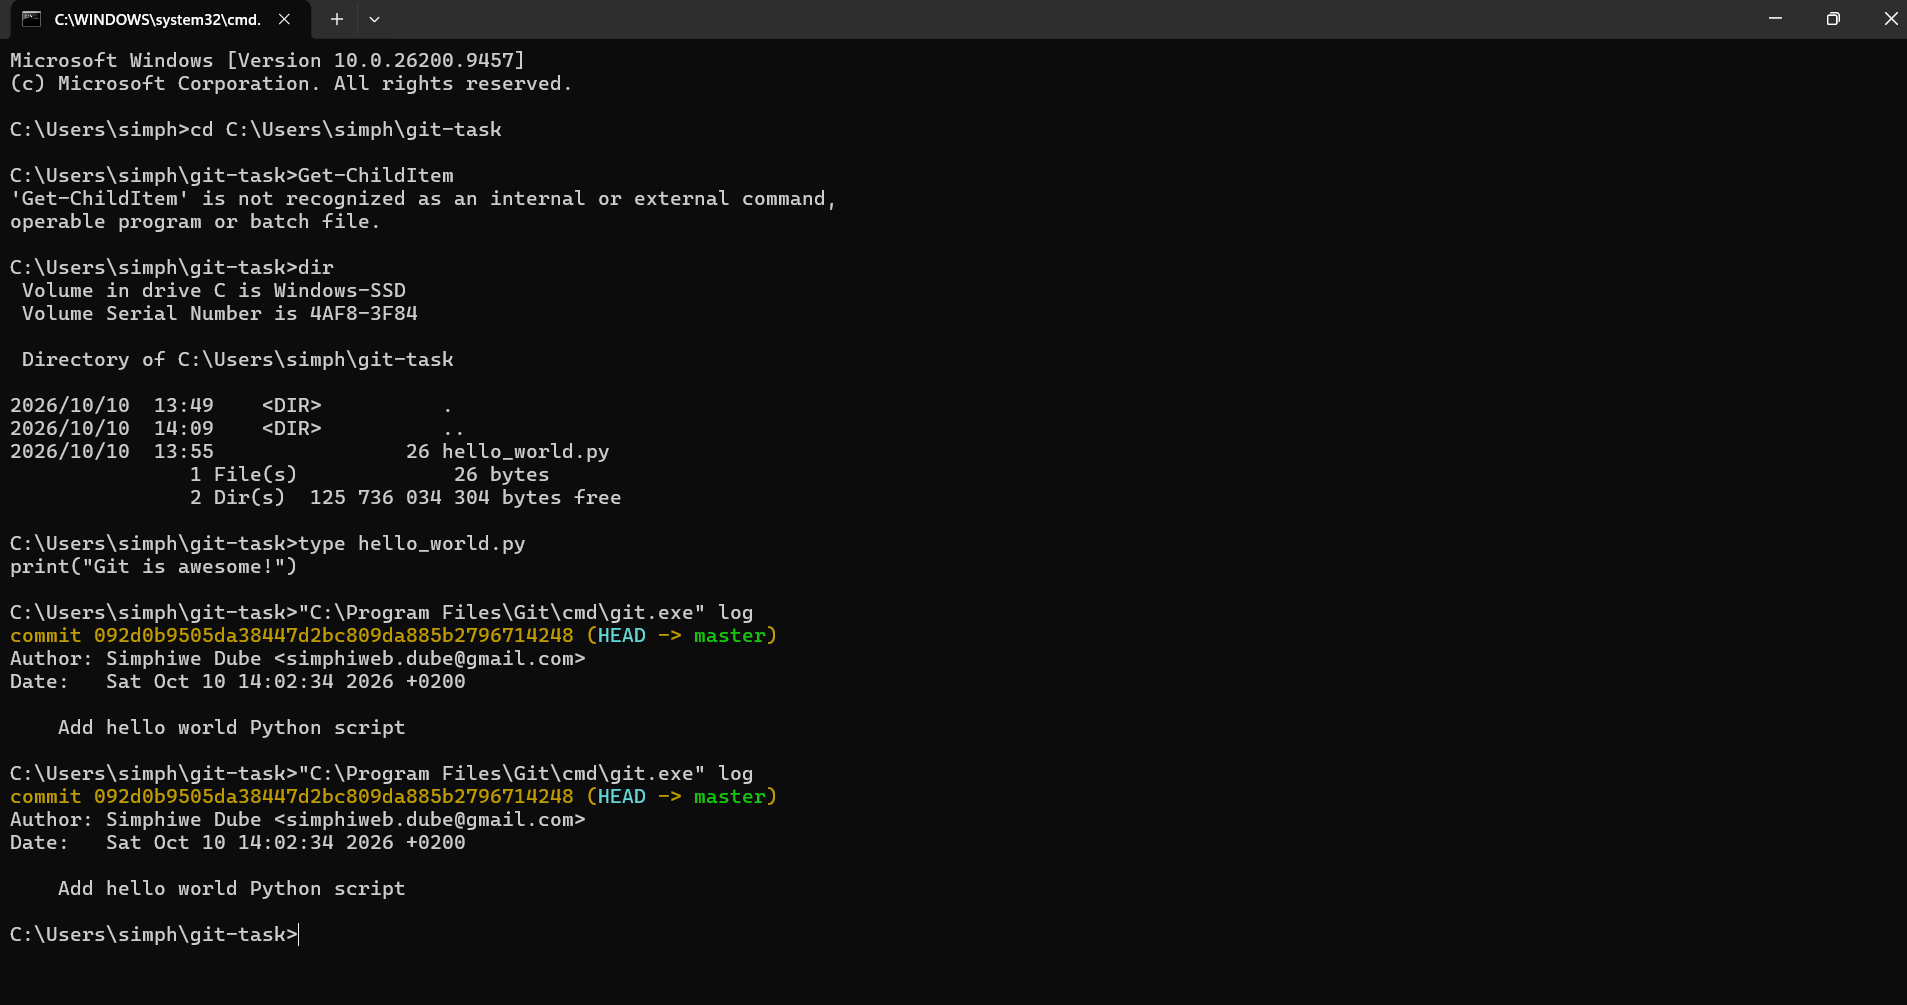 C:\WINDOWS\system32\cmd.
Microsoft Windows [Version 10.0.26200.9457]
(c) Microsoft Corporation. All rights reserved.
C:\Users\simph>cd C:\Users\simph\git-task
C:\Users\simph\git-task>Get-ChildItem
'Get-ChildItem' is not recognized as an internal or external command,
operable program or batch file.
C:\Users\simph\git-task>dir
 Volume in drive C is Windows-SSD
 Volume Serial Number is 4AF8-3F84
 Directory of C:\Users\simph\git-task
2026/10/10  13:49    <DIR>          .
2026/10/10  14:09    <DIR>          ..
2026/10/10  13:55                26 hello_world.py
               1 File(s)             26 bytes
               2 Dir(s)  125 736 034 304 bytes free
C:\Users\simph\git-task>type hello_world.py
print("Git is awesome!")
C:\Users\simph\git-task>"C:\Program Files\Git\cmd\git.exe" log
commit 092d0b9505da38447d2bc809da885b2796714248 (HEAD -> master)
Author: Simphiwe Dube <simphiweb.dube@gmail.com>
Date:   Sat Oct 10 14:02:34 2026 +0200
    Add hello world Python script
C:\Users\simph\git-task>"C:\Program Files\Git\cmd\git.exe" log
commit 092d0b9505da38447d2bc809da885b2796714248 (HEAD -> master)
Author: Simphiwe Dube <simphiweb.dube@gmail.com>
Date:   Sat Oct 10 14:02:34 2026 +0200
    Add hello world Python script
C:\Users\simph\git-task>